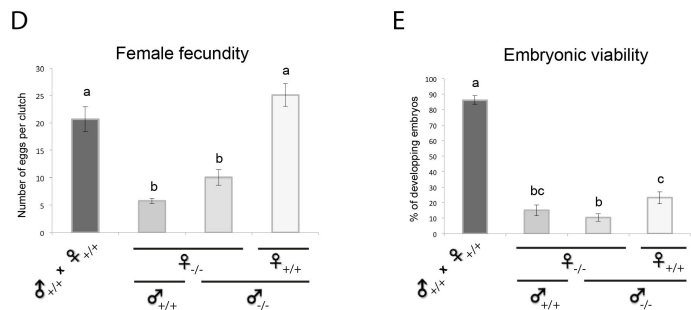 D
Female fecundity
Number of eggs per clutch
30
25
20
15
10
5
0
a
b
b
a
♂+/+ x ♀+/+
♀-/-
♀+/+
♂+/+
♂-/-
E
Embryonic viability
% of developping embryos
100
90
80
70
60
50
40
30
20
10
0
a
bc
b
c
♂+/+ x ♀+/+
♀-/-
♀+/+
♂+/+
♂-/-